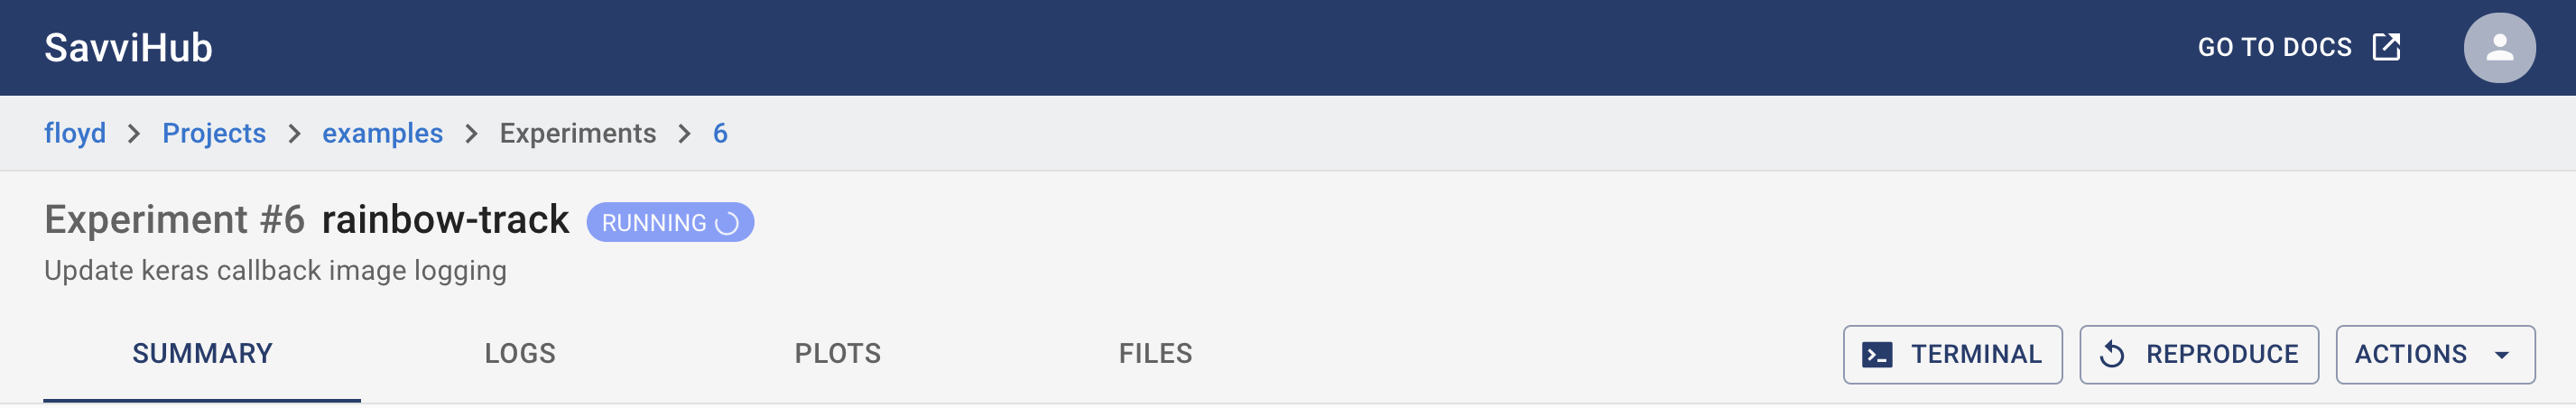 SavviHub
GO TO DOCS
floyd > Projects > examples > Experiments > 6
Experiment #6 rainbow-track RUNNING
Update keras callback image logging
SUMMARY LOGS PLOTS FILES TERMINAL REPRODUCE ACTIONS